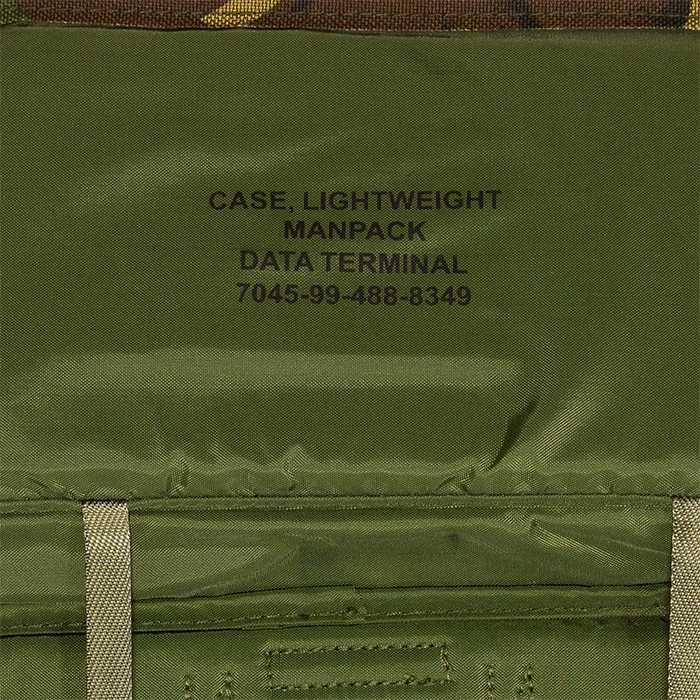 CASE, LIGHTWEIGHT
MANPACK
DATA TERMINAL
7045-99-488-8349